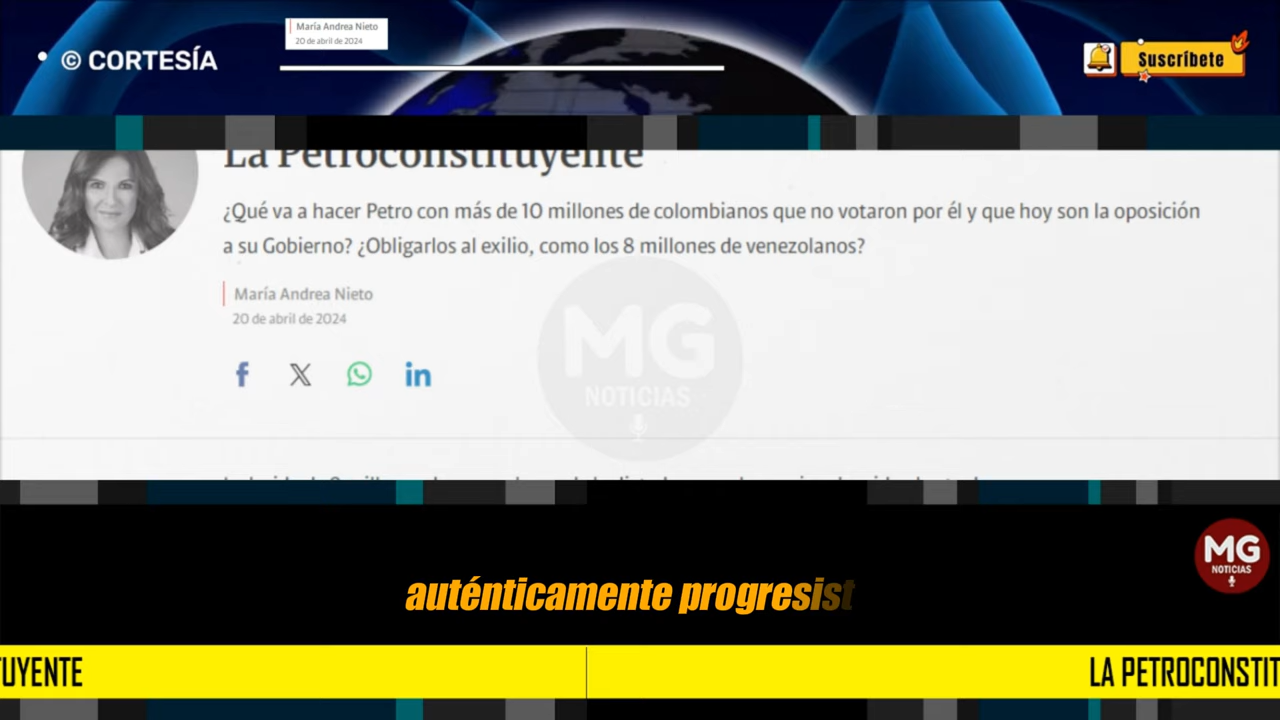 María Andrea Nieto
20 de abril de 2024
© CORTESÍA
Suscríbete
La Petroconstituyente
¿Qué va a hacer Petro con más de 10 millones de colombianos que no votaron por él y que hoy son la oposición
a su Gobierno? ¿Obligarlos al exilio, como los 8 millones de venezolanos?
María Andrea Nieto
20 de abril de 2024
MG
NOTICIAS
MG
NOTICIAS
auténticamente progresist
TUYENTE
LA PETROCONSTIT